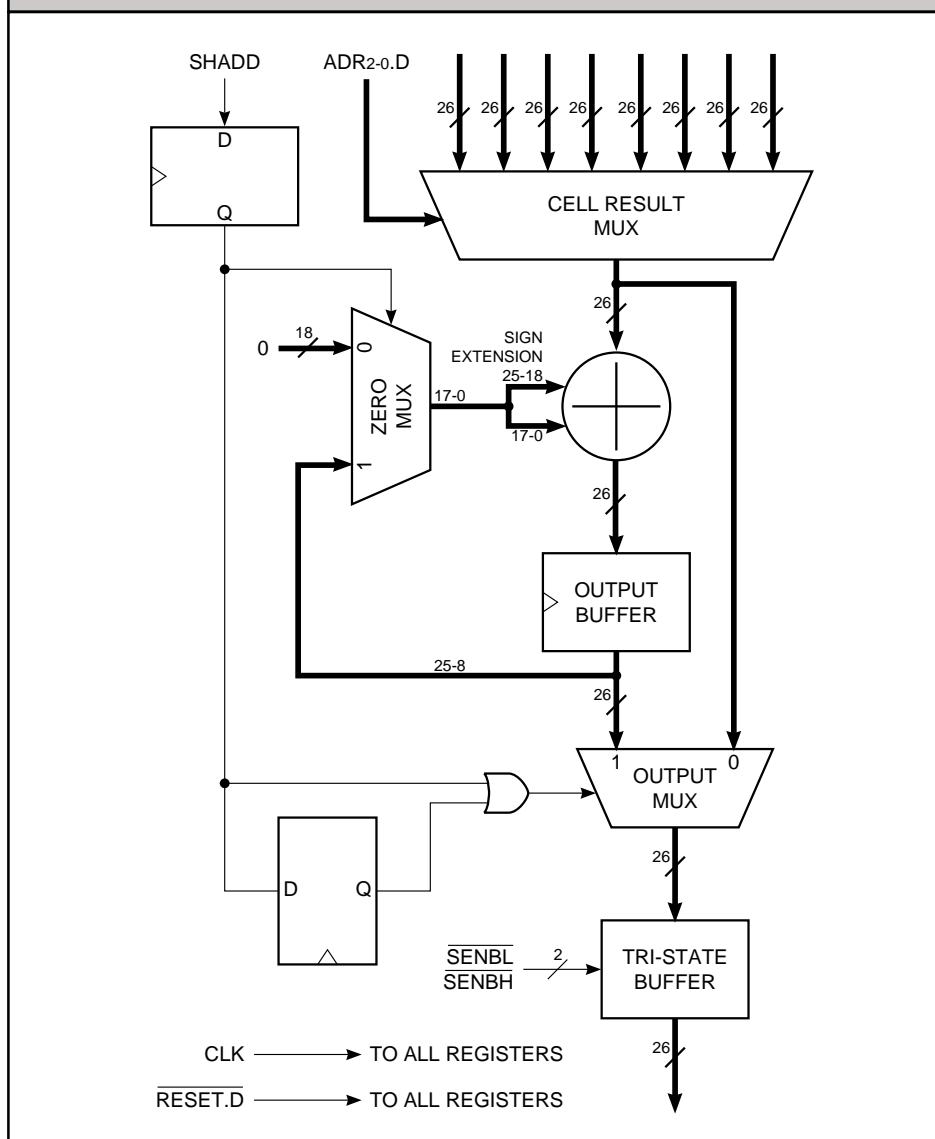 SHADD
ADR2-0.D
26 26 26 26 26 26 26 26
D
Q
CELL RESULT
MUX
26
0
18
0
ZERO
MUX
1
17-0
SIGN
EXTENSION
25-18
17-0
26
OUTPUT
BUFFER
25-8
26
1
0
OUTPUT
MUX
D
Q
26
SENBL
SENBH
2
TRI-STATE
BUFFER
26
CLK
TO ALL REGISTERS
RESET.D
TO ALL REGISTERS